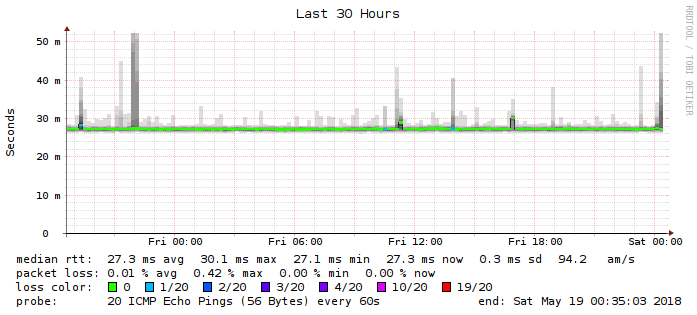 Last 30 Hours
RRDTOOL / TOBI OETIKER
Seconds
50 m
40 m
30 m
20 m
10 m
0
Fri 00:00 Fri 06:00 Fri 12:00 Fri 18:00 Sat 00:00
median rtt: 27.3 ms avg 30.1 ms max 27.1 ms min 27.3 ms now 0.3 ms sd 94.2 am/s
packet loss: 0.01 % avg 0.42 % max 0.00 % min 0.00 % now
loss color: 0 1/20 2/20 3/20 4/20 10/20 19/20
probe: 20 ICMP Echo Pings (56 Bytes) every 60s end: Sat May 19 00:35:03 2018